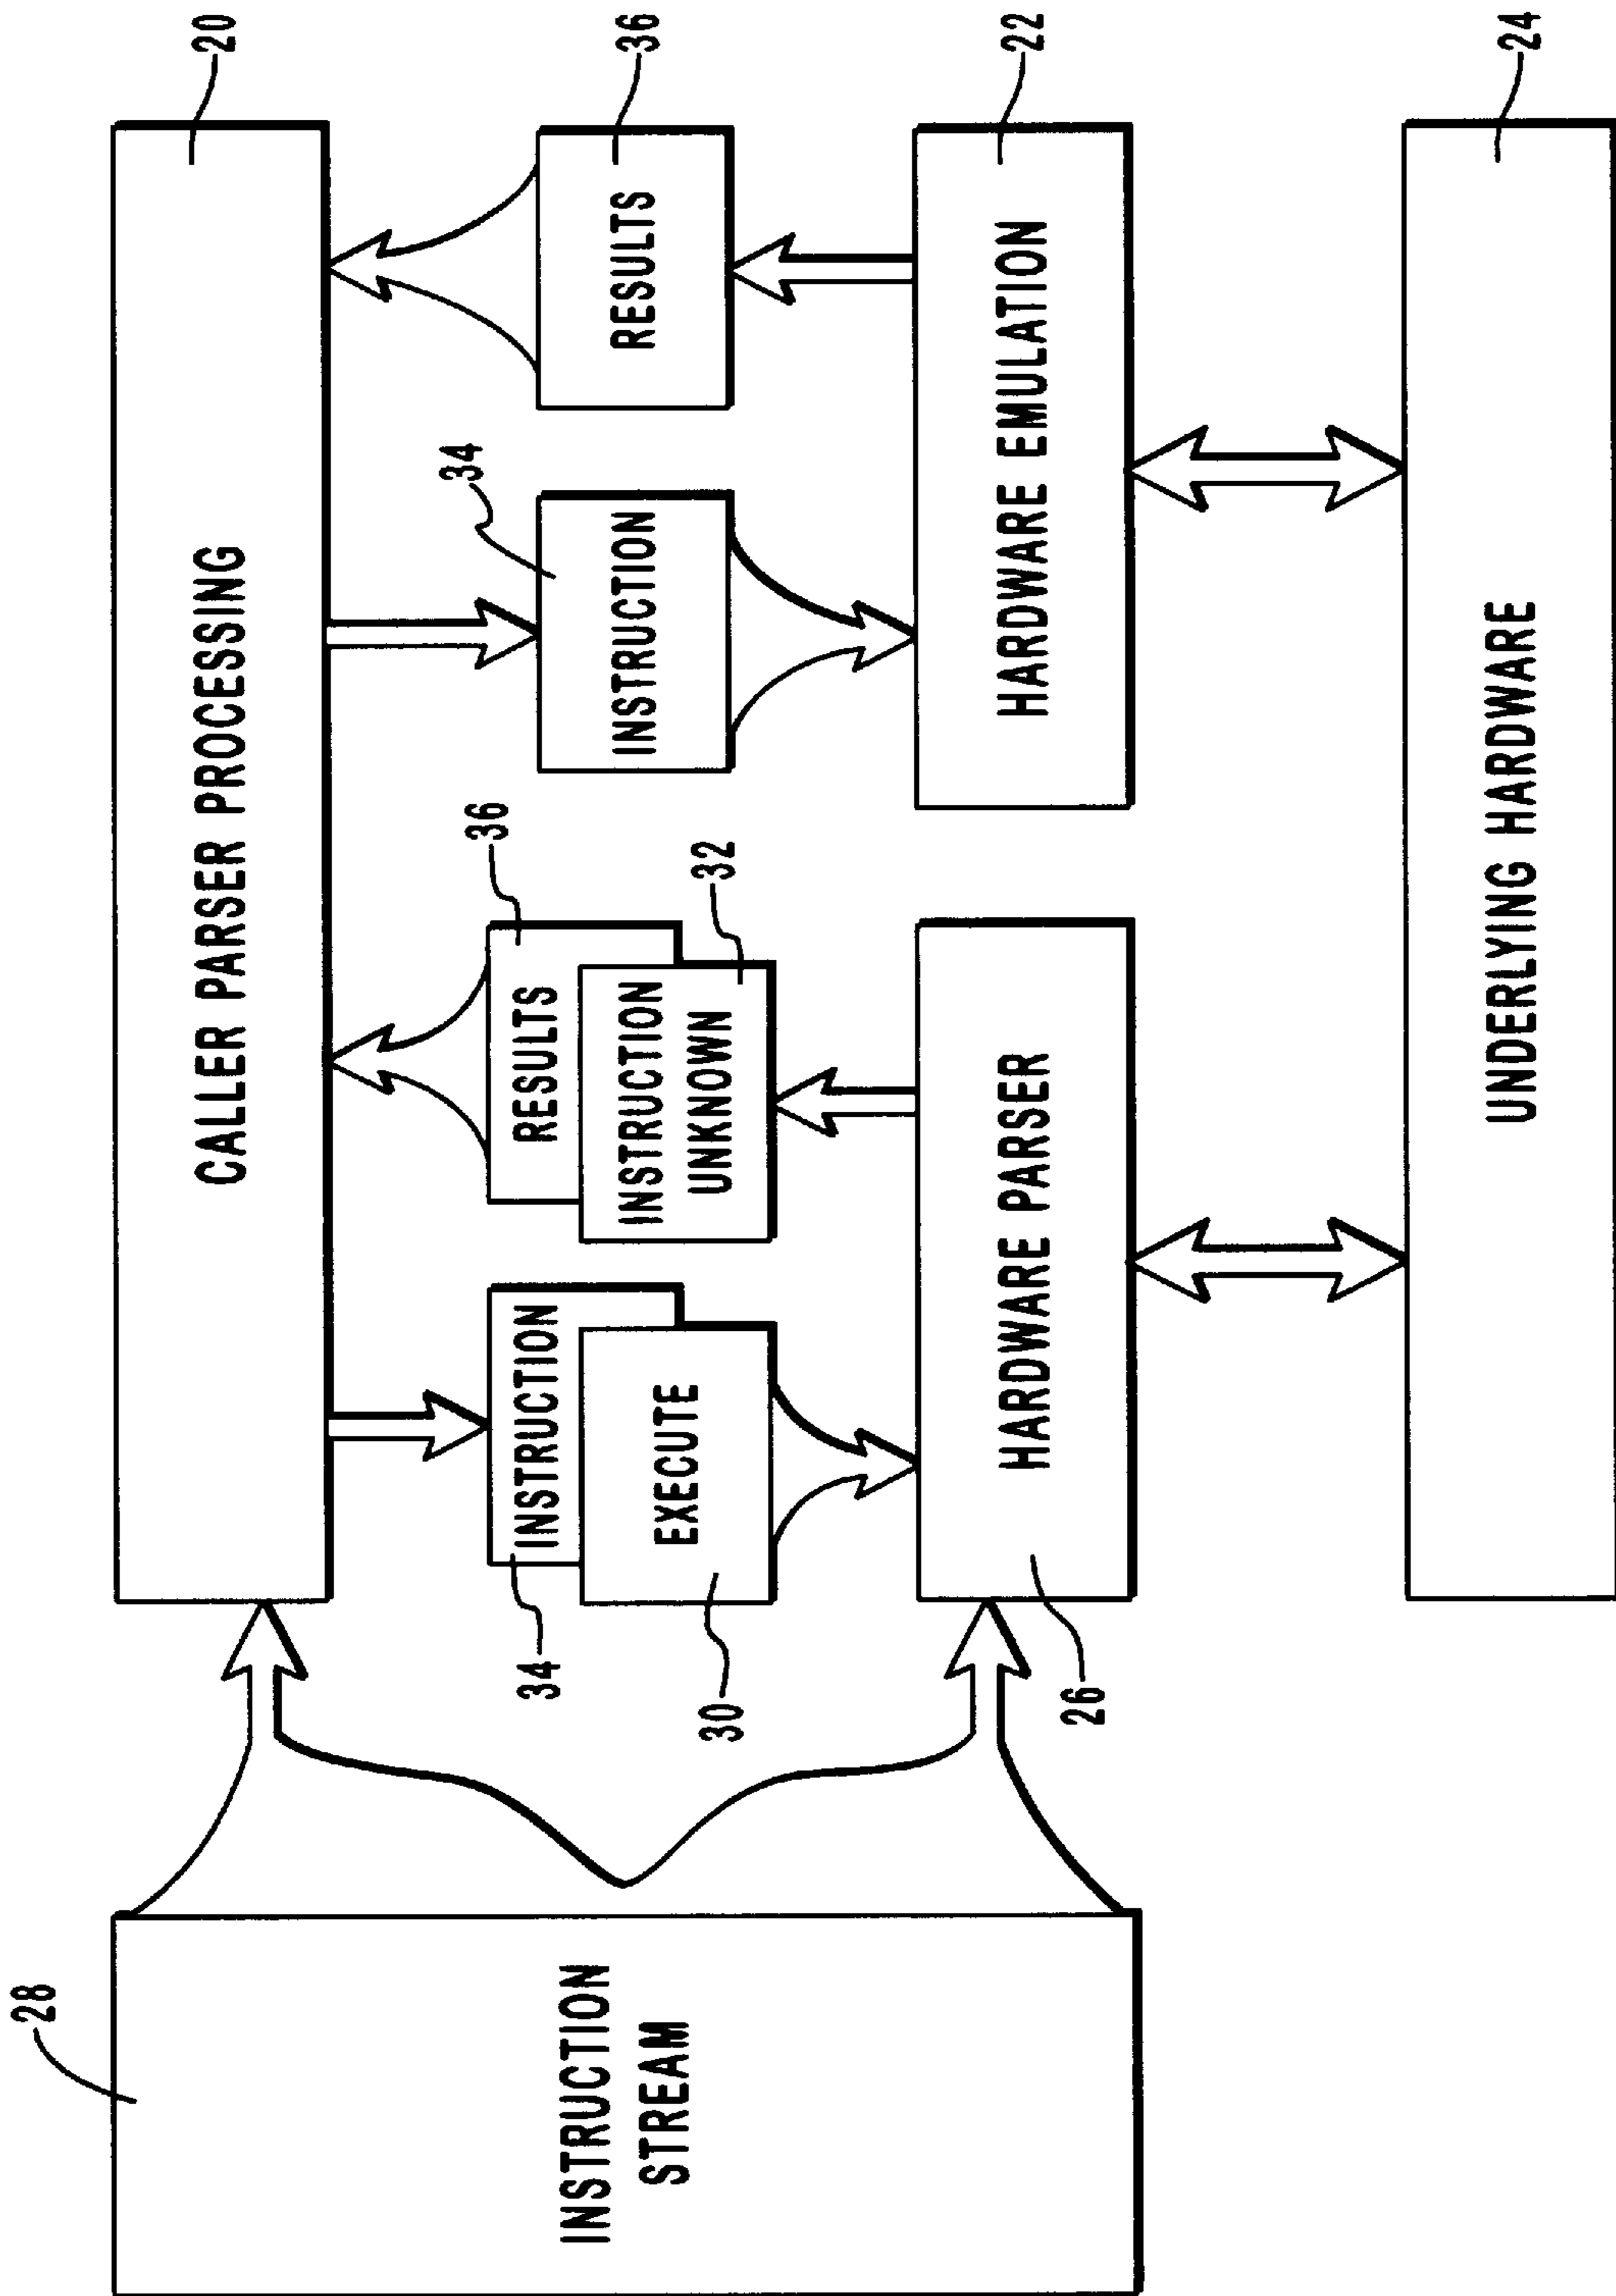 28
INSTRUCTION
STREAM
CALLER PARSER PROCESSING
20
34
INSTRUCTION
EXECUTE
30
RESULTS
36
INSTRUCTION
UNKNOWN
32
INSTRUCTION
34
RESULTS
36
HARDWARE PARSER
26
HARDWARE EMULATION
22
UNDERLYING HARDWARE
24